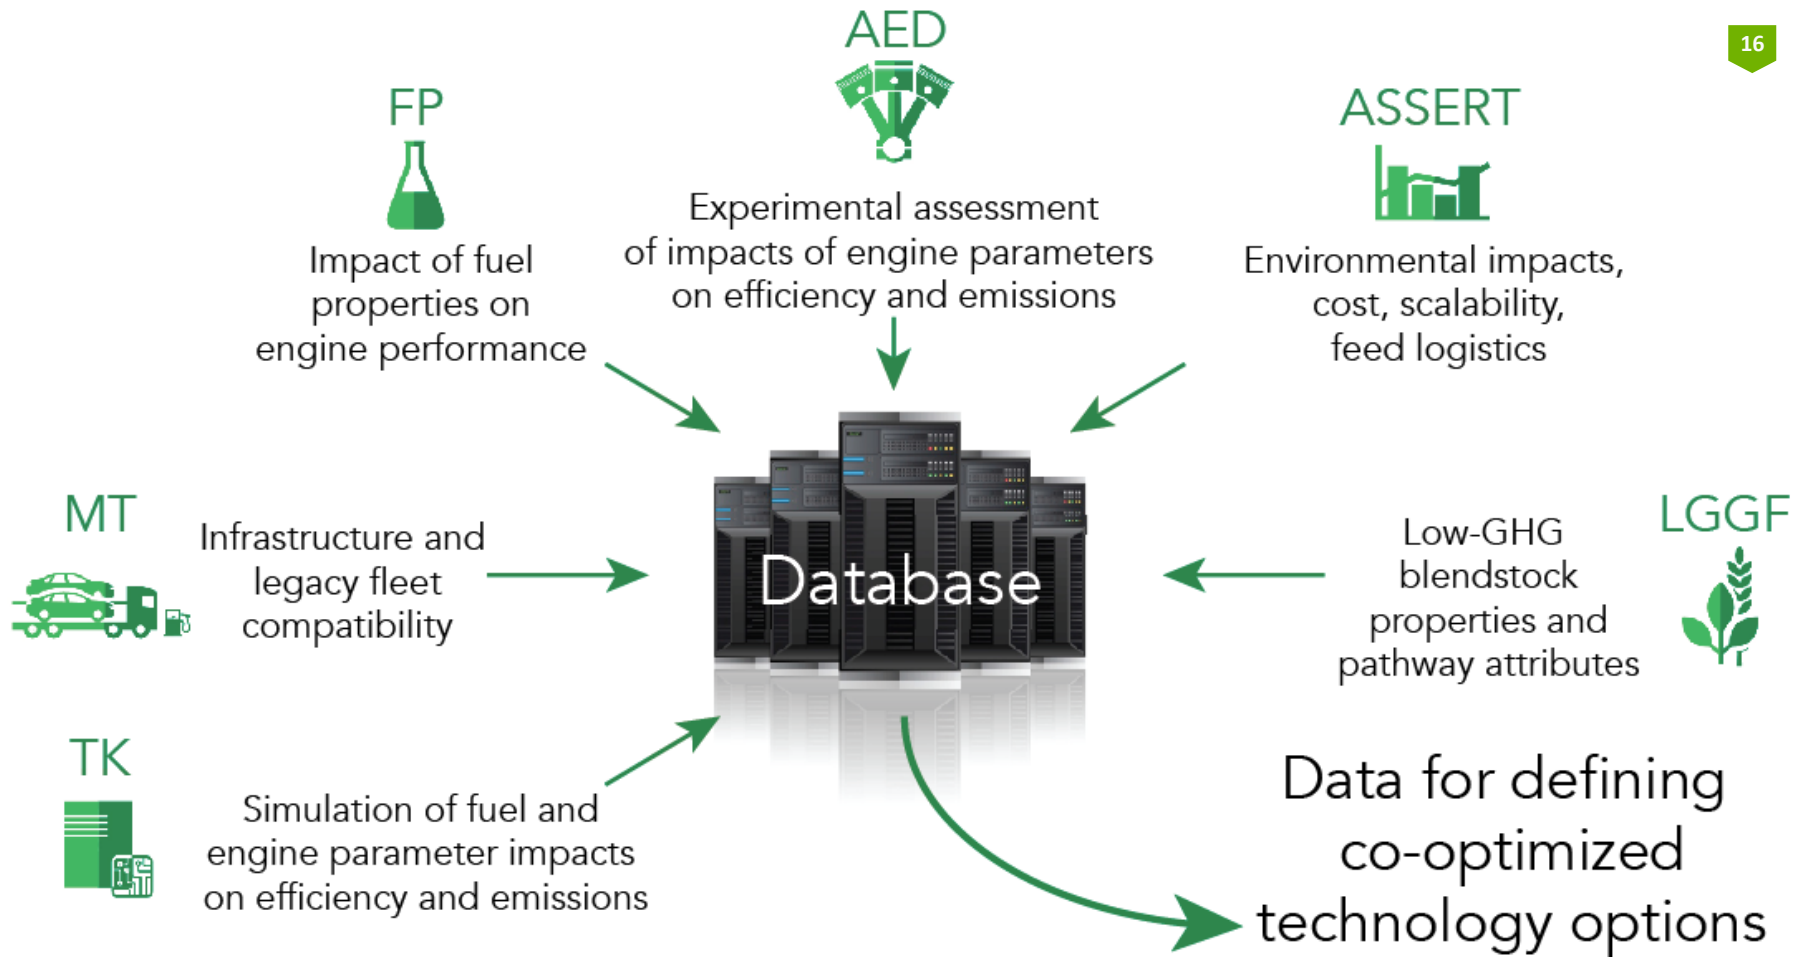 16
AED
FP
ASSERT
Experimental assessment
of impacts of engine parameters
on efficiency and emissions
Impact of fuel
properties on
engine performance
Environmental impacts,
cost, scalability,
feed logistics
MT
Infrastructure and
legacy fleet
compatibility
Database
LGGF
Low-GHG
blendstock
properties and
pathway attributes
TK
Simulation of fuel and
engine parameter impacts
on efficiency and emissions
Data for defining
co-optimized
technology options